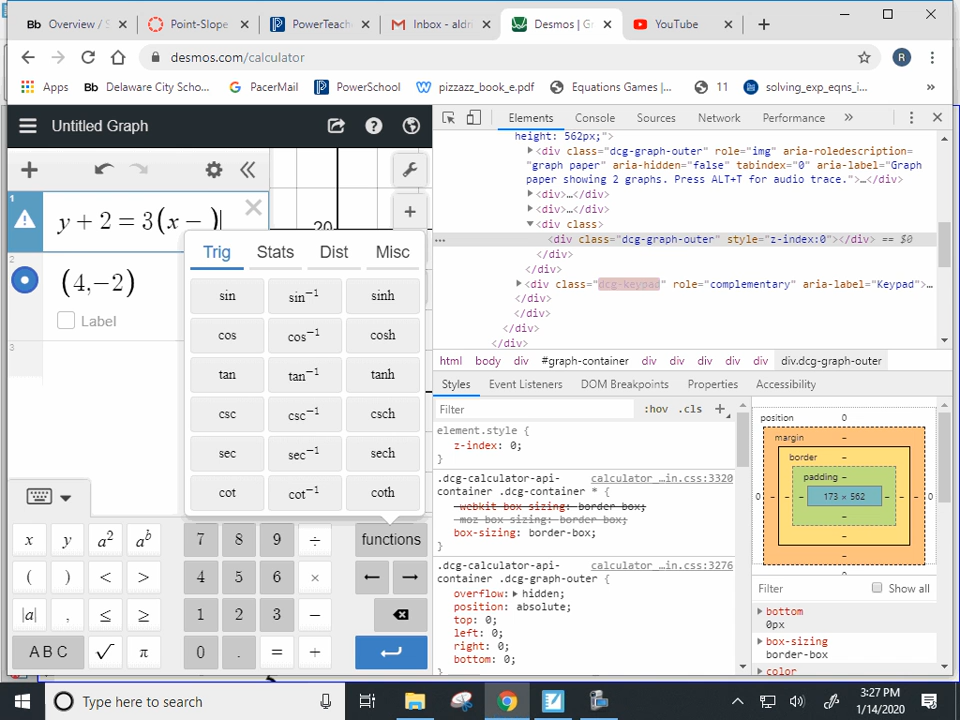 Bb Overview / S
Point-Slope
PowerTeach
Inbox - aldr
Desmos | Gr
YouTube
desmos.com/calculator
R
Apps
Bb Delaware City Scho...
PacerMail
PowerSchool
pizzazz_book_e.pdf
Equations Games |...
11
solving_exp_eqns_i...
»
Untitled Graph
Elements Console Sources Network Performance »
height: 562px;">
<div class="dcg-graph-outer" role="img" aria-roledescription=
"graph paper" aria-hidden="false" tabindex="0" aria-label="Graph
paper showing 2 graphs. Press ALT+T for audio trace.">…</div>
<div>…</div>
<div>…</div>
<div class>
<div class="dcg-graph-outer" style="z-index:0"></div> == $0
</div>
</div>
<div class="dcg-keypad" role="complementary" aria-label="Keypad">…
</div>
</div>
</div>
</div>
html body div #graph-container div div div div div.dcg-graph-outer
Styles Event Listeners DOM Breakpoints Properties Accessibility
Filter :hov .cls +
element.style {
z-index: 0;
}
.dcg-calculator-api- calculator_…in.css:3320
container .dcg-container * {
-webkit-box-sizing: border-box;
-moz-box-sizing: border-box;
box-sizing: border-box;
}
.dcg-calculator-api- calculator_…in.css:3276
container .dcg-graph-outer {
overflow: hidden;
position: absolute;
top: 0;
left: 0;
right: 0;
bottom: 0;
position 0
margin –
border –
padding –
0 – – – 173 × 562 – – – 0
–
–
–
Filter Show all
bottom
0px
box-sizing
border-box
color
1
y + 2 = 3(x − )
20
2
(4,−2)
Label
3
Trig Stats Dist Misc
sin sin⁻¹ sinh
cos cos⁻¹ cosh
tan tan⁻¹ tanh
csc csc⁻¹ csch
sec sec⁻¹ sech
cot cot⁻¹ coth
x y a² aᵇ 7 8 9 ÷ functions
( ) < > 4 5 6 × ← →
|a| , ≤ ≥ 1 2 3 −
A B C √ π 0 . = +
Type here to search
3:27 PM
1/14/2020